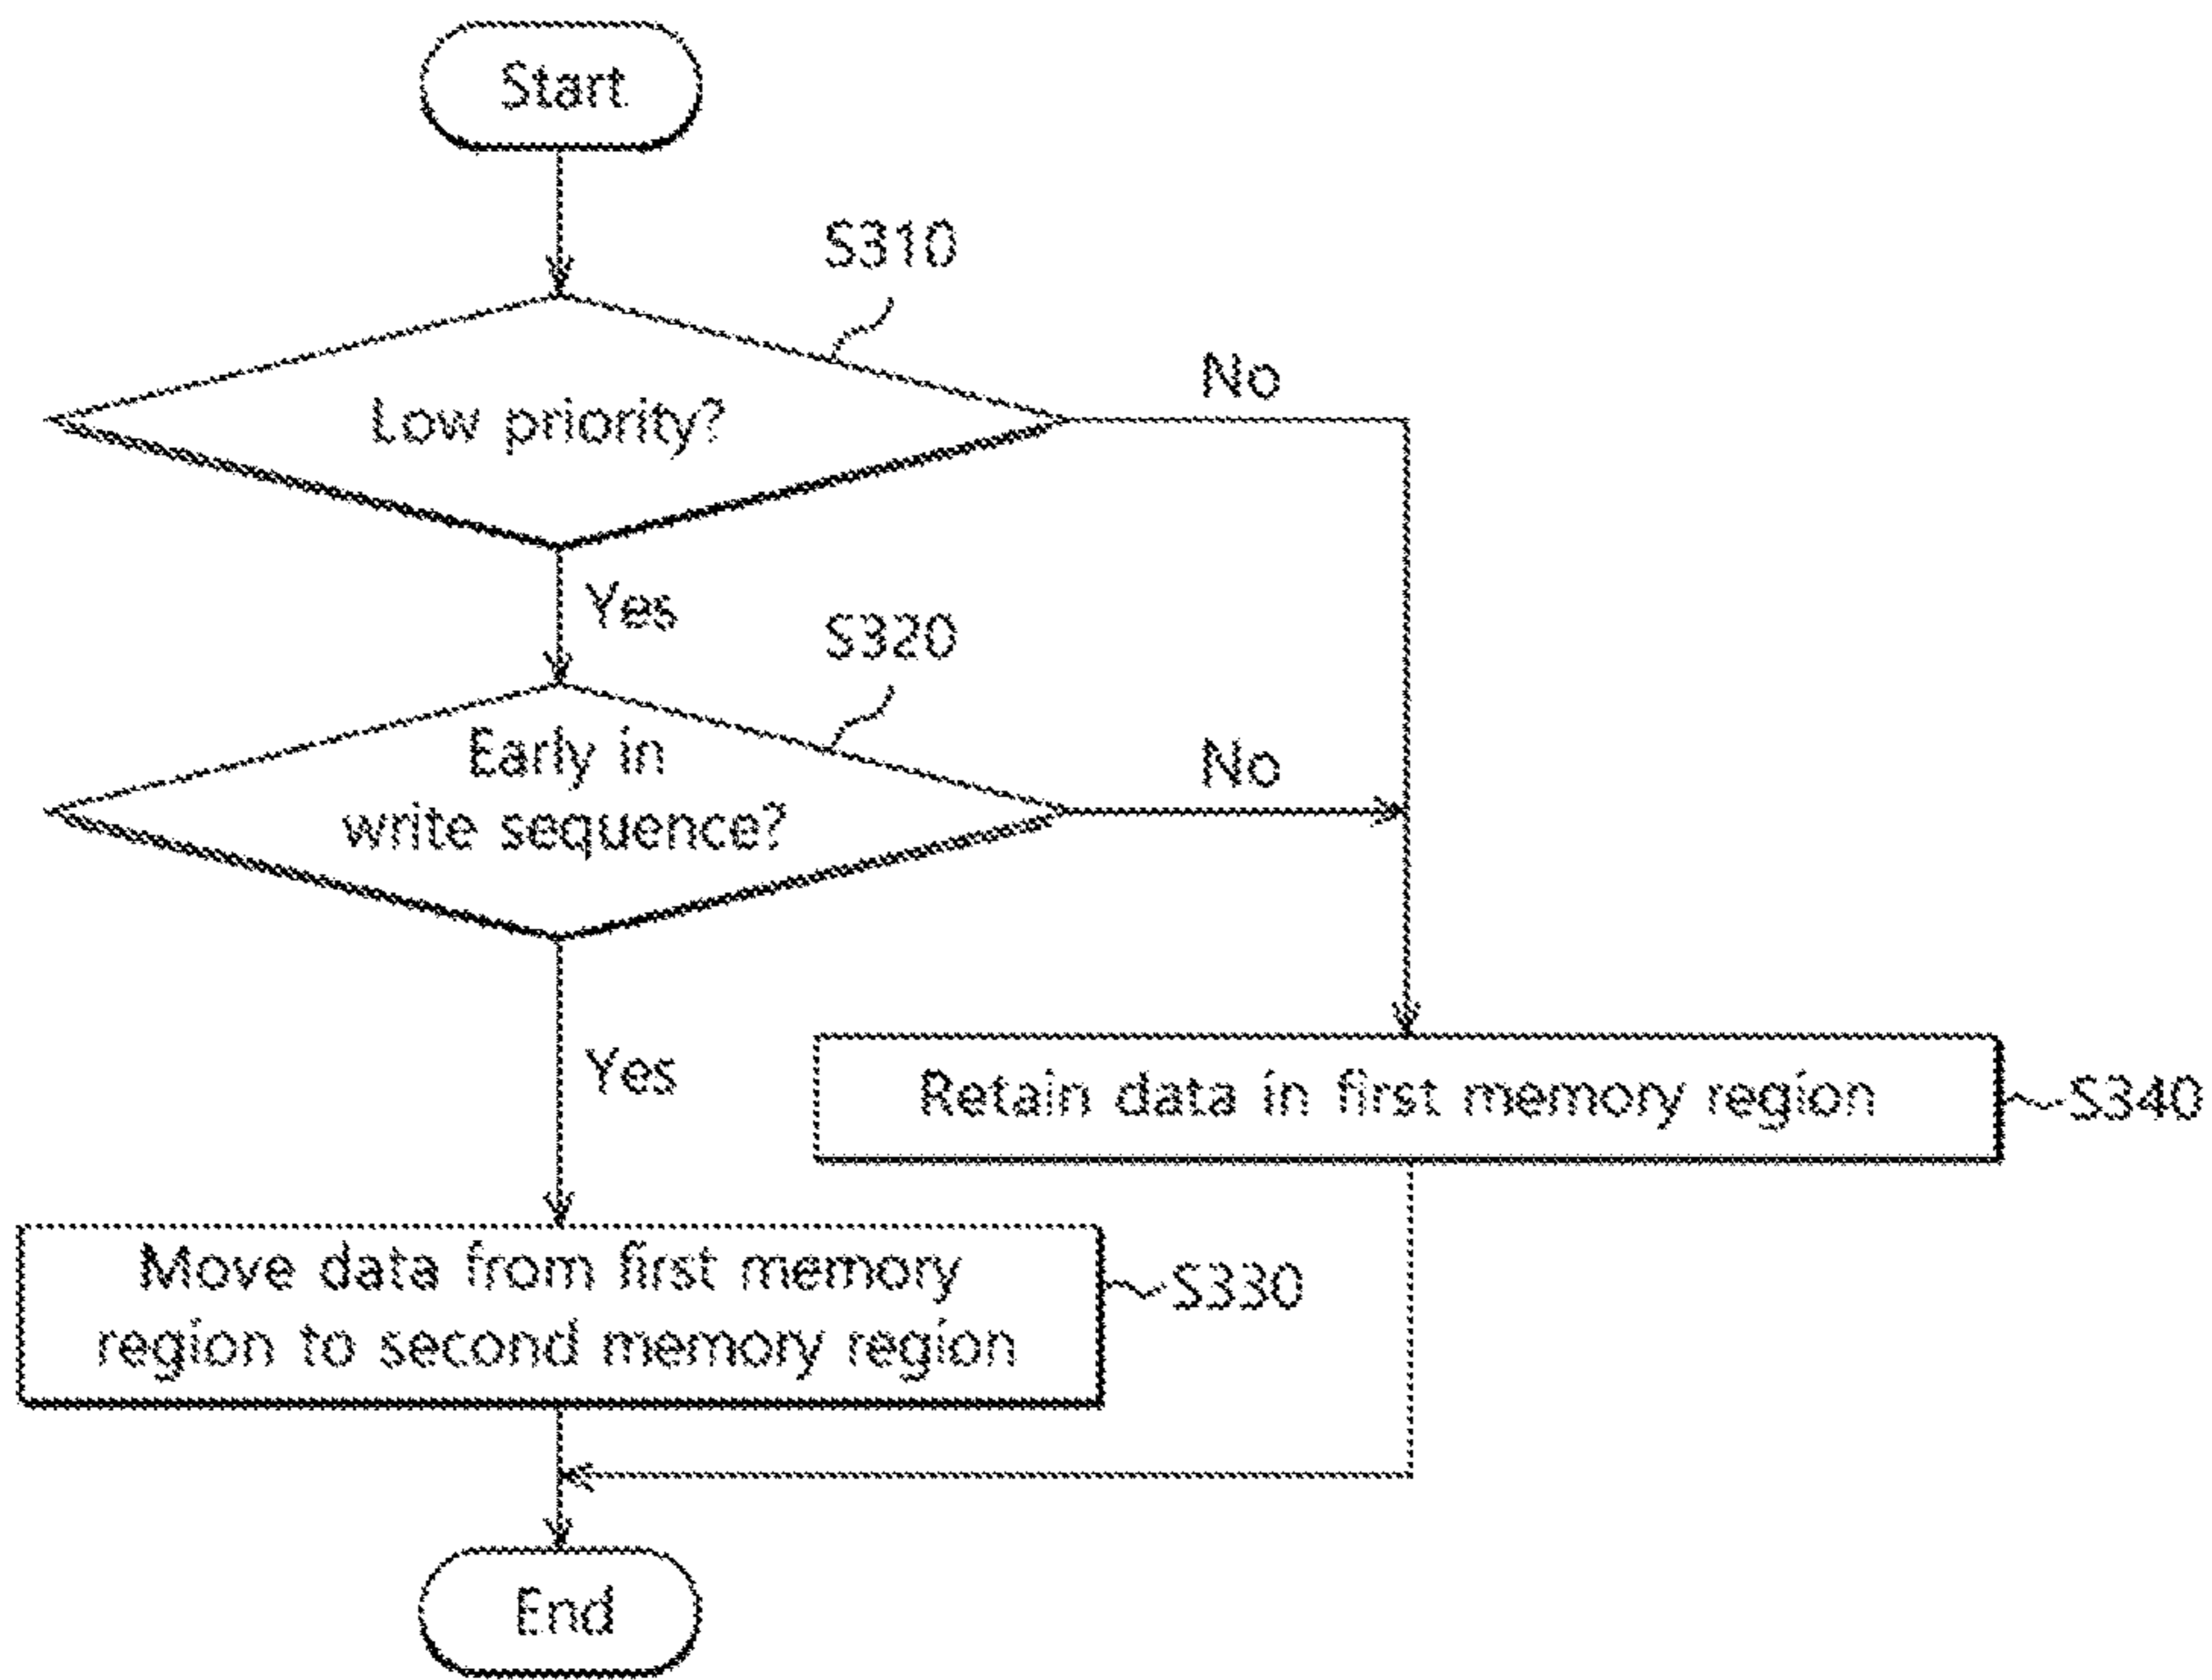 Start
S310
Low priority?
No
Yes
S320
Early in
write sequence?
No
Yes
Retain data in first memory region
S340
Move data from first memory
region to second memory region
S330
End